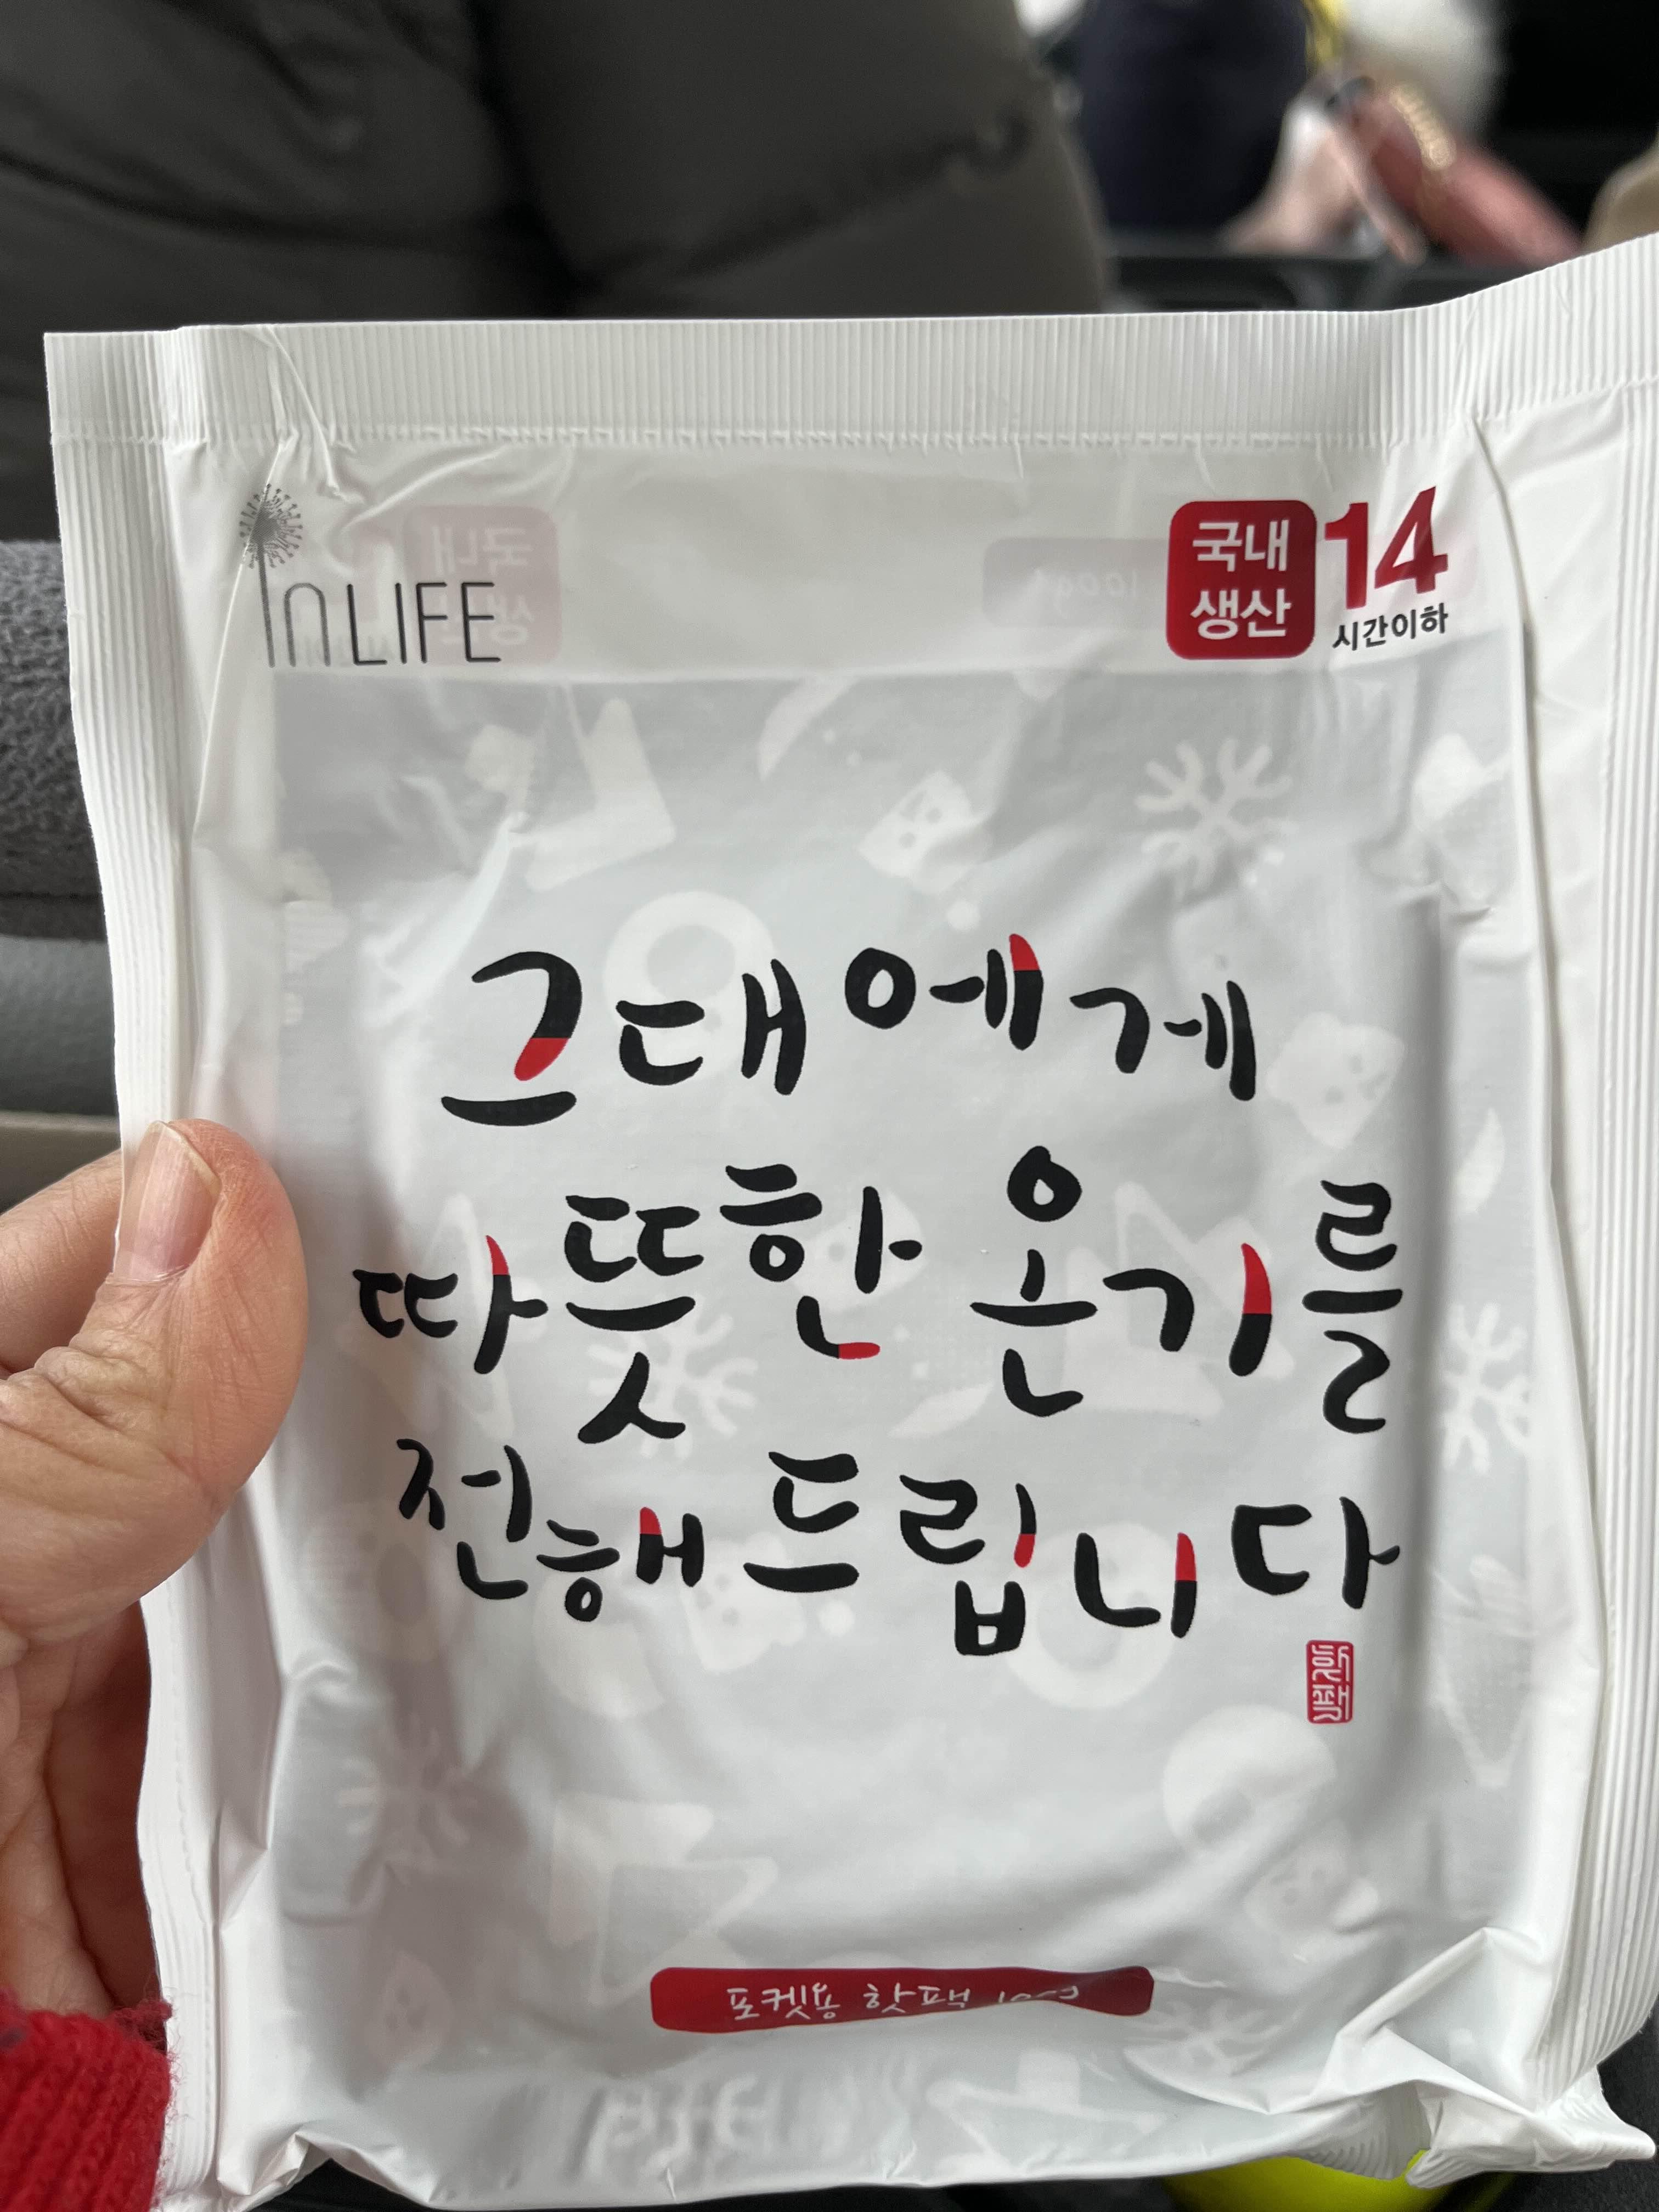 inLIFE
국내
생산
14
시간이하
그대에게
따뜻한 온기를
전해드립니다
포켓용 핫팩